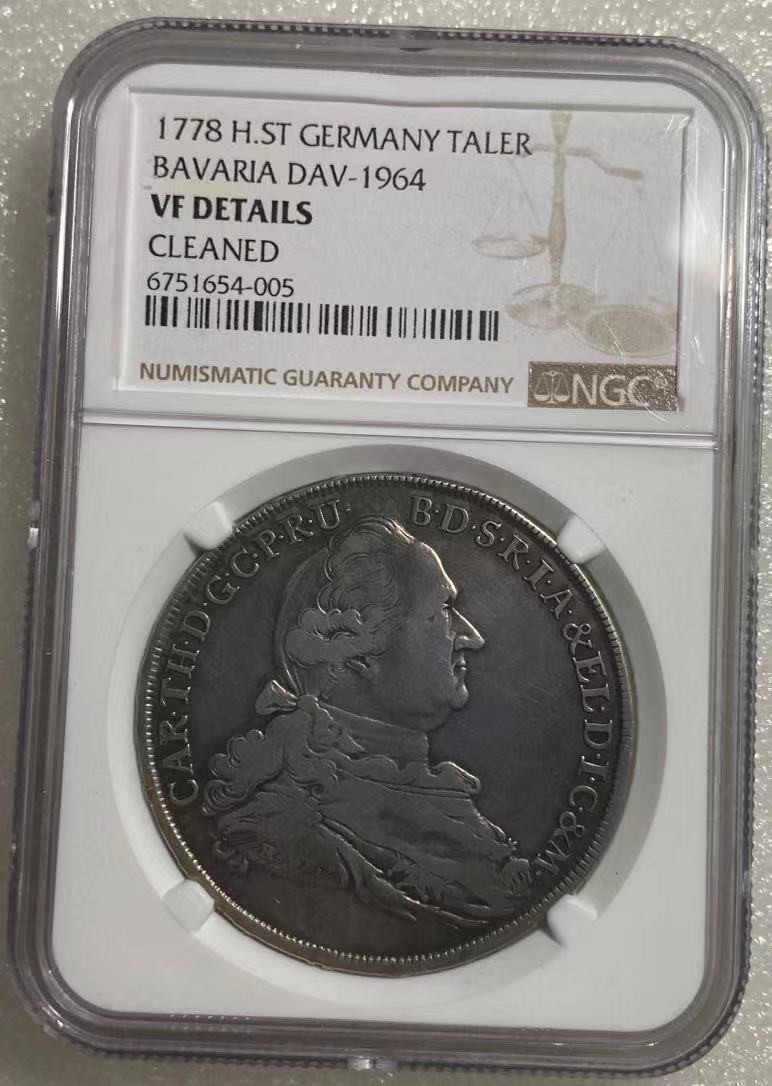 1778 H.ST GERMANY TALER
BAVARIA DAV-1964
VF DETAILS
CLEANED
6751654-005
NUMISMATIC GUARANTY COMPANY NGC®
CAR·TH·D·G·C·P·R·U· B·D·S·R·I·A·&EL·D·I·C·&M·